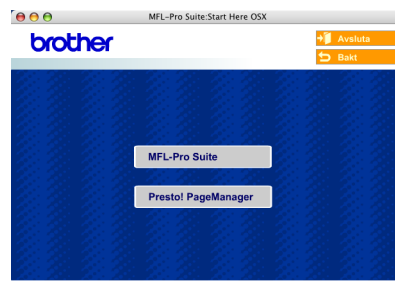 MFL-Pro Suite:Start Here OSX
brother
Avsluta
Bakt
MFL-Pro Suite
Presto! PageManager